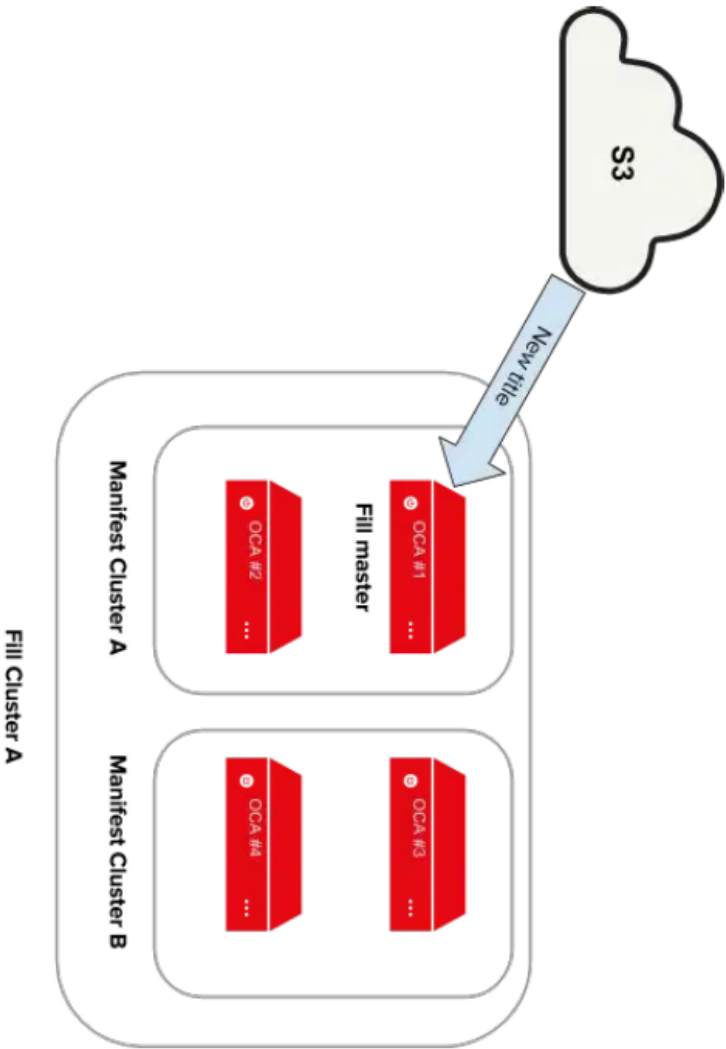 S3
New title
OCA #1
OCA #3
Fill master
OCA #2
OCA #4
Manifest Cluster A
Manifest Cluster B
Fill Cluster A